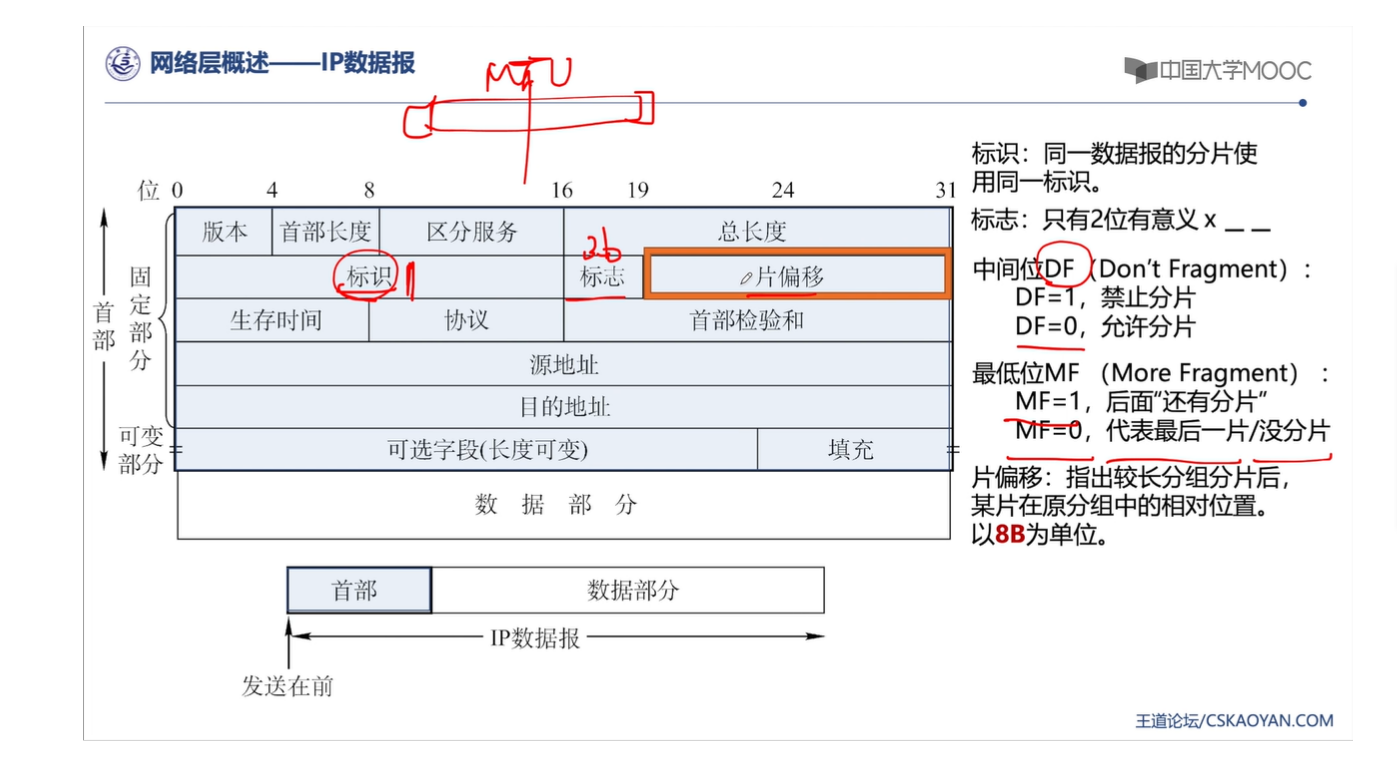 网络层概述——IP数据报
中国大学MOOC
MTU
位 0 4 8 16 19 24 31
版本 首部长度 区分服务 总长度
标识 1 标志 3b 片偏移
生存时间 协议 首部检验和
源地址
目的地址
可选字段(长度可变) 填充
数 据 部 分
首部
固定部分
可变部分
首部 数据部分
IP数据报
发送在前
标识：同一数据报的分片使
用同一标识。
标志：只有2位有意义 x _ _
中间位DF（Don't Fragment）：
DF=1，禁止分片
DF=0，允许分片
最低位MF （More Fragment）：
MF=1，后面“还有分片”
MF=0，代表最后一片/没分片
片偏移：指出较长分组分片后，
某片在原分组中的相对位置。
以8B为单位。
王道论坛/CSKAOYAN.COM